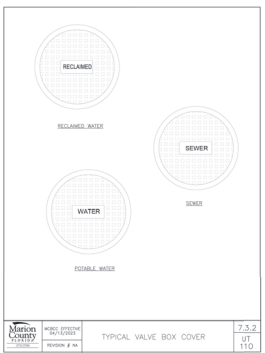 RECLAIMED
RECLAIMED WATER
SEWER
SEWER
WATER
POTABLE WATER
Marion
County
FLORIDA
MCBCC EFFECTIVE
04/13/2023
REVISION # NA
TYPICAL VALVE BOX COVER
7.3.2
UT
110